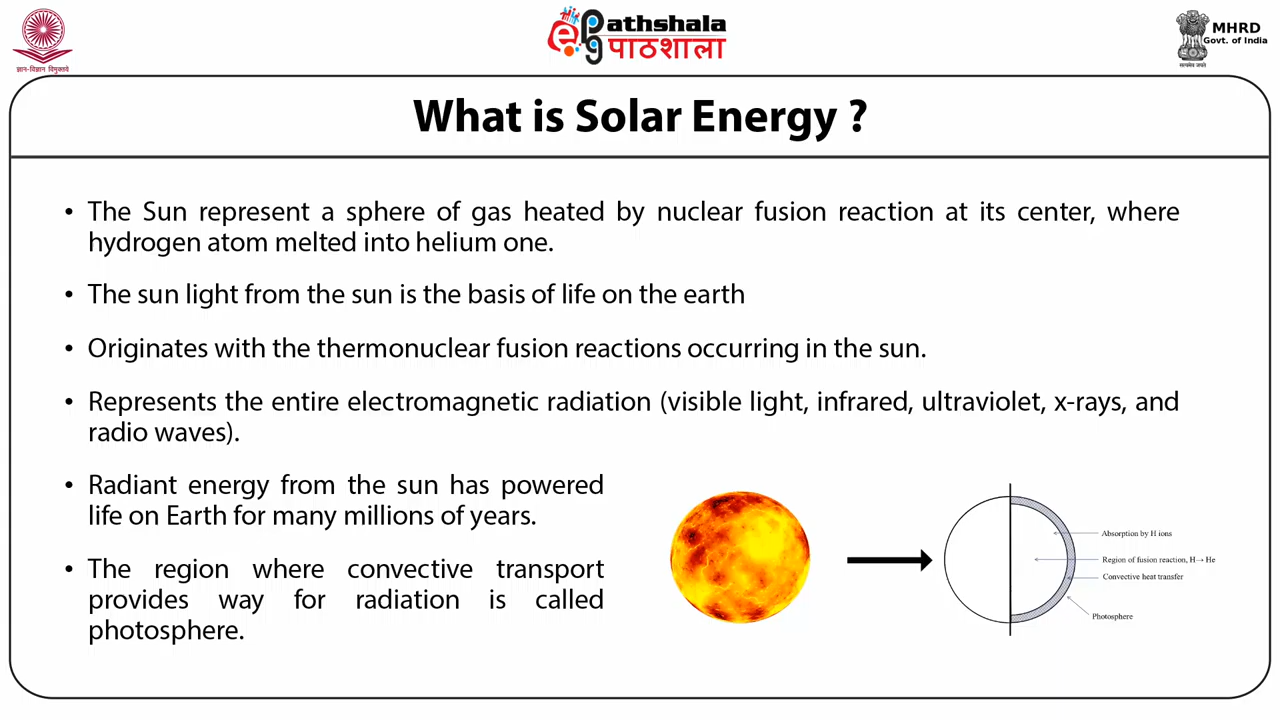 ज्ञान-विज्ञान विमुक्तये
ePathshala
पाठशाला
MHRD
Govt. of India
सत्यमेव जयते
What is Solar Energy ?
• The Sun represent a sphere of gas heated by nuclear fusion reaction at its center, where
hydrogen atom melted into helium one.
• The sun light from the sun is the basis of life on the earth
• Originates with the thermonuclear fusion reactions occurring in the sun.
• Represents the entire electromagnetic radiation (visible light, infrared, ultraviolet, x-rays, and
radio waves).
• Radiant energy from the sun has powered
life on Earth for many millions of years.
• The region where convective transport
provides way for radiation is called
photosphere.
Absorption by H ions
Region of fusion reaction, H→ He
Convective heat transfer
Photosphere